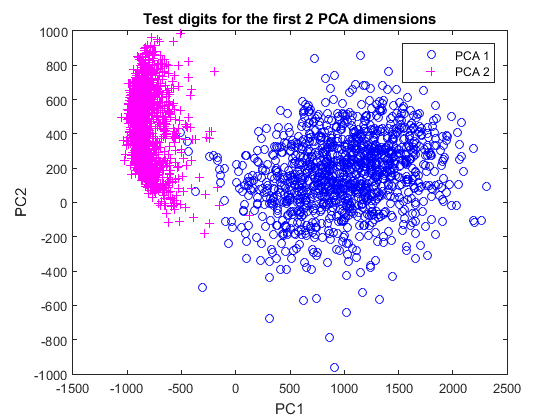 Test digits for the first 2 PCA dimensions
PCA 1
PCA 2
1000
800
600
400
200
0
-200
-400
-600
-800
-1000
PC2
-1500 -1000 -500 0 500 1000 1500 2000 2500
PC1